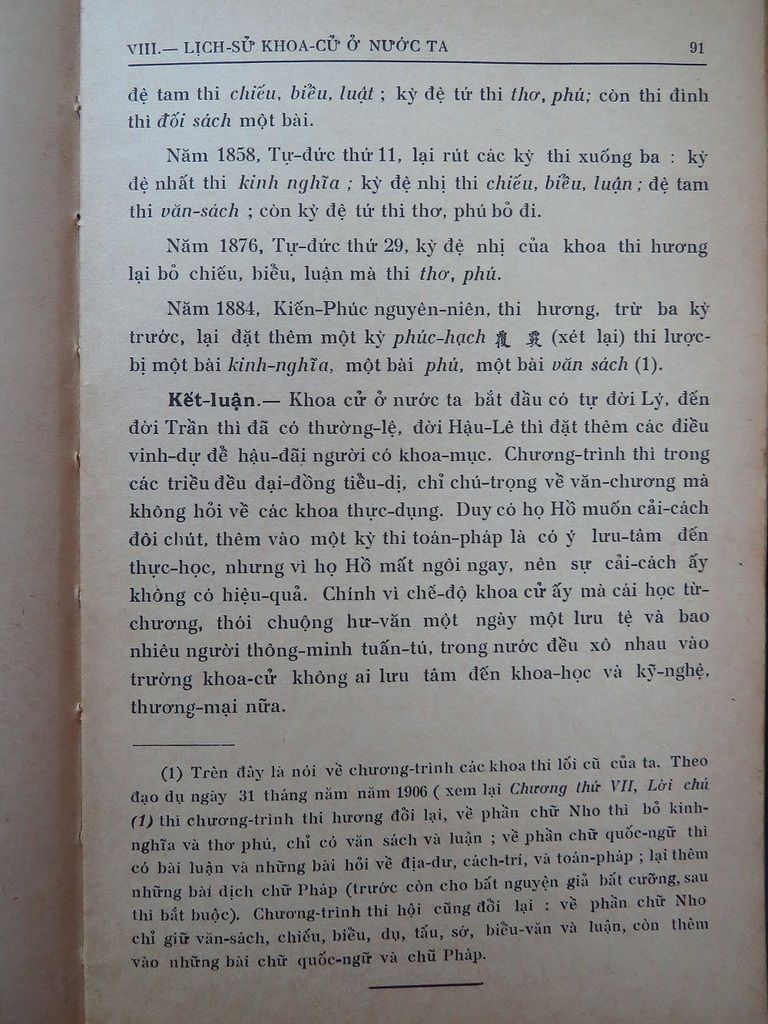 VIII.— LỊCH-SỬ KHOA-CỬ Ở NƯỚC TA 91
đệ tam thi chiếu, biểu, luật ; kỳ đệ tứ thi thơ, phú; còn thi đình
thì đối sách một bài.
Năm 1858, Tự-đức thứ 11, lại rút các kỳ thi xuống ba : kỳ
đệ nhất thi kinh nghĩa ; kỳ đệ nhị thi chiếu, biểu, luận ; đệ tam
thi văn-sách ; còn kỳ đệ tứ thi thơ, phú bỏ đi.
Năm 1876, Tự-đức thứ 29, kỳ đệ nhị của khoa thi hương
lại bỏ chiếu, biểu, luận mà thi thơ, phú.
Năm 1884, Kiến-Phúc nguyên-niên, thi hương, trừ ba kỳ
trước, lại đặt thêm một kỳ phúc-hạch 覆 覈 (xét lại) thi lược-
bị một bài kinh-nghĩa, một bài phú, một bài văn sách (1).
Kết-luận.— Khoa cử ở nước ta bắt đầu có tự đời Lý, đến
đời Trần thì đã có thường-lệ, đời Hậu-Lê thì đặt thêm các điều
vinh-dự để hậu-đãi người có khoa-mục. Chương-trình thì trong
các triều đều đại-đồng tiểu-dị, chỉ chú-trọng về văn-chương mà
không hỏi về các khoa thực-dụng. Duy có họ Hồ muốn cải-cách
đôi chút, thêm vào một kỳ thi toán-pháp là có ý lưu-tâm đến
thực-học, nhưng vì họ Hồ mất ngôi ngay, nên sự cải-cách ấy
không có hiệu-quả. Chính vì chế-độ khoa cử ấy mà cái học từ-
chương, thói chuộng hư-văn một ngày một lưu tệ và bao
nhiêu người thông-minh tuấn-tú, trong nước đều xô nhau vào
trường khoa-cử không ai lưu tâm đến khoa-học và kỹ-nghệ,
thương-mại nữa.
(1) Trên đây là nói về chương-trình các khoa thi lối cũ của ta. Theo
đạo dụ ngày 31 tháng năm năm 1906 ( xem lại Chương thứ VII, Lời chú
(1) thì chương-trình thi hương đổi lại, về phần chữ Nho thì bỏ kinh-
nghĩa và thơ phú, chỉ có văn sách và luận ; về phần chữ quốc-ngữ thì
có bài luận và những bài hỏi về địa-dư, cách-trí, và toán-pháp ; lại thêm
những bài dịch chữ Pháp (trước còn cho bất nguyện giả bất cưỡng, sau
thì bắt buộc). Chương-trình thi hội cũng đổi lại : về phần chữ Nho
chỉ giữ văn-sách, chiếu, biểu, dụ, tấu, sớ, biểu-văn và luận, còn thêm
vào những bài chữ quốc-ngữ và chũ Pháp.